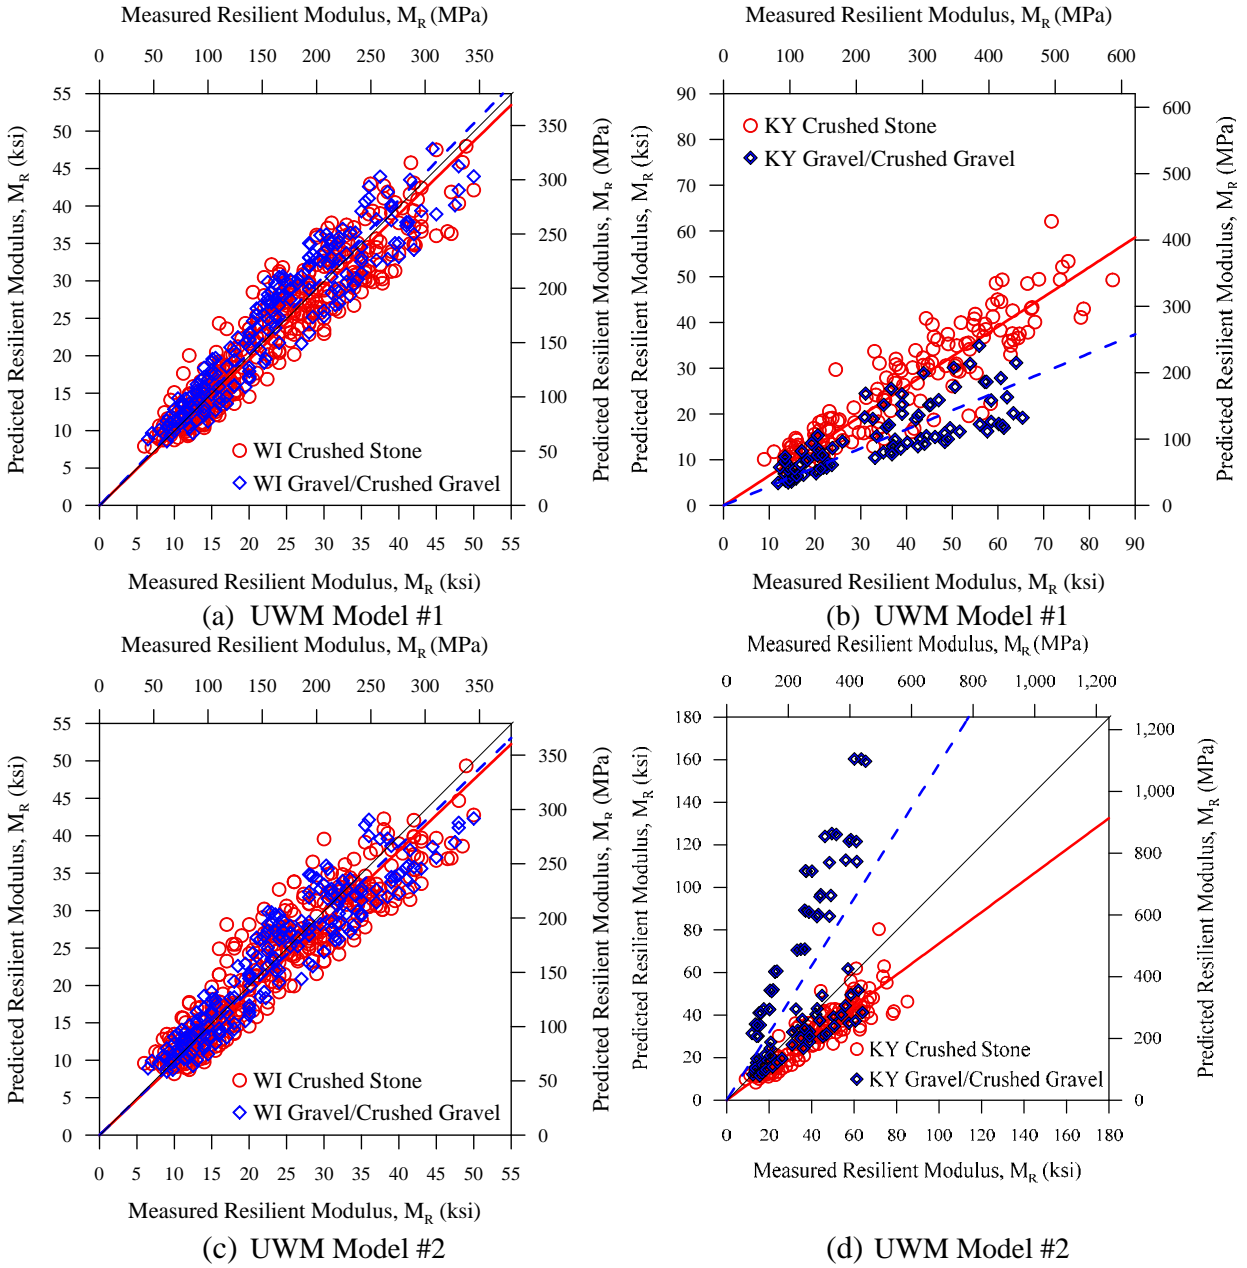 Measured Resilient Modulus, MR (MPa)
0 50 100 150 200 250 300 350
55 50 45 40 35 30 25 20 15 10 5 0
Predicted Resilient Modulus, MR (ksi)
WI Crushed Stone
WI Gravel/Crushed Gravel
350 300 250 200 150 100 50 0
Predicted Resilient Modulus, MR (MPa)
0 5 10 15 20 25 30 35 40 45 50 55
Measured Resilient Modulus, MR (ksi)
(a) UWM Model #1
Measured Resilient Modulus, MR (MPa)
0 100 200 300 400 500 600
90 80 70 60 50 40 30 20 10 0
Predicted Resilient Modulus, MR (ksi)
KY Crushed Stone
KY Gravel/Crushed Gravel
600 500 400 300 200 100 0
Predicted Resilient Modulus, MR (MPa)
0 10 20 30 40 50 60 70 80 90
Measured Resilient Modulus, MR (ksi)
(b) UWM Model #1
Measured Resilient Modulus, MR (MPa)
0 50 100 150 200 250 300 350
55 50 45 40 35 30 25 20 15 10 5 0
Predicted Resilient Modulus, MR (ksi)
WI Crushed Stone
WI Gravel/Crushed Gravel
350 300 250 200 150 100 50 0
Predicted Resilient Modulus, MR (MPa)
0 5 10 15 20 25 30 35 40 45 50 55
Measured Resilient Modulus, MR (ksi)
(c) UWM Model #2
Measured Resilient Modulus, MR (MPa)
0 200 400 600 800 1,000 1,200
180 160 140 120 100 80 60 40 20 0
Predicted Resilient Modulus, MR (ksi)
KY Crushed Stone
KY Gravel/Crushed Gravel
1,200 1,000 800 600 400 200 0
Predicted Resilient Modulus, MR (MPa)
0 20 40 60 80 100 120 140 160 180
Measured Resilient Modulus, MR (ksi)
(d) UWM Model #2